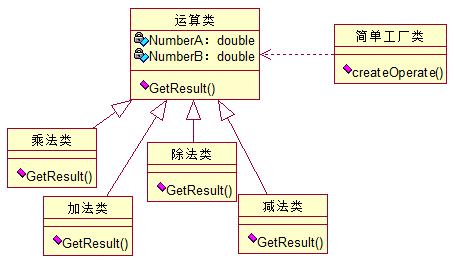 运算类
NumberA：double
NumberB：double
GetResult()
简单工厂类
createOperate()
乘法类
GetResult()
加法类
GetResult()
除法类
GetResult()
减法类
GetResult()